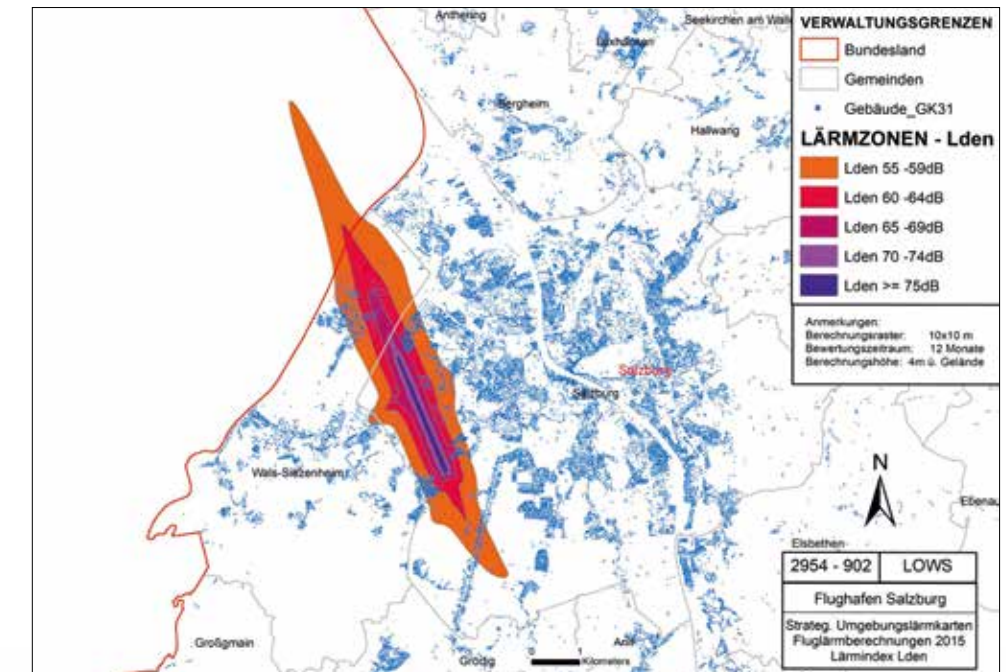 Anthering
Seekirchen am
VERWALTUNGSGRENZEN
Bundesland
Gemeinden
Gebäude_GK31
Bergheim
Hallwang
LÄRMZONEN - Lden
Lden 55 -59dB
Lden 60 -64dB
Lden 65 -69dB
Lden 70 -74dB
Lden >= 75dB
Anmerkungen:
Berechnungsraster: 10x10 m
Bewertungszeitraum: 12 Monate
Berechnungshöhe: 4m ü. Gelände
Salzburg
Salzburg
Wals-Siezenheim
N
Elsbethen
2954 - 902 LOWS
Flughafen Salzburg
Strateg. Umgebungslärmkarten
Fluglärmberechnungen 2015
Lärmindex Lden
Großgmain
Grödig
Anif
0 1
Kilometers